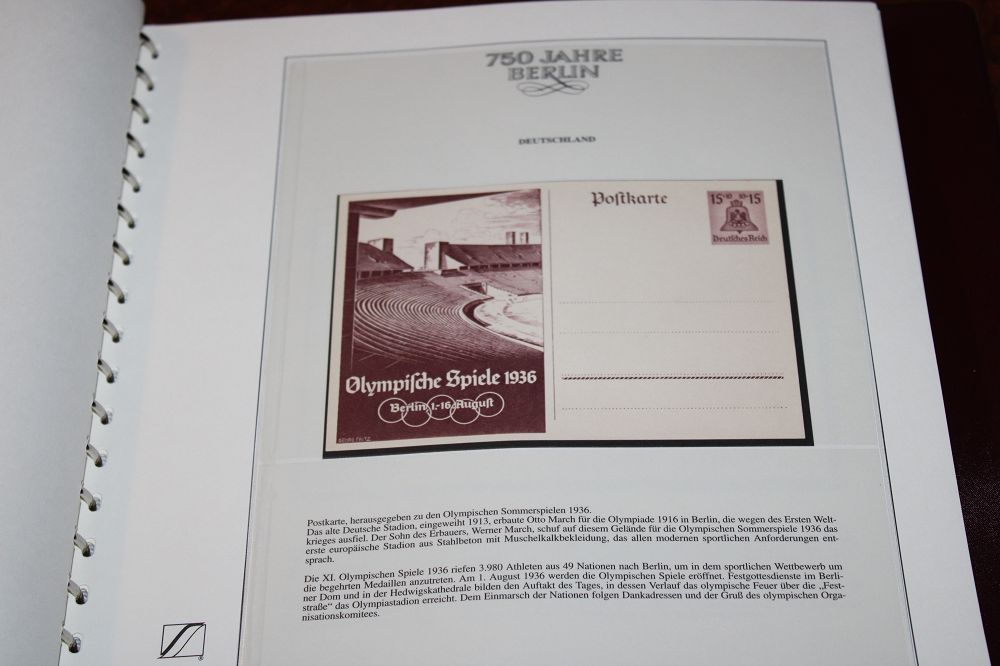 750 JAHRE
BERLIN
DEUTSCHLAND
Postkarte
15+10 10+15
Deutsches Reich
Olympische Spiele 1936
Berlin 1.-16. August
Postkarte, herausgegeben zu den Olympischen Sommerspielen 1936.
Das alte Deutsche Stadion, eingeweiht 1913, erbaute Otto March für die Olympiade 1916 in Berlin, die wegen des Ersten Welt-
krieges ausfiel. Der Sohn des Erbauers, Werner March, schuf auf diesem Gelände für die Olympischen Sommerspiele 1936 das
erste europäische Stadion aus Stahlbeton mit Muschelkalkbekleidung, das allen modernen sportlichen Anforderungen ent-
sprach.
Die XI. Olympischen Spiele 1936 riefen 3.980 Athleten aus 49 Nationen nach Berlin, um in dem sportlichen Wettbewerb um
die begehrten Medaillen anzutreten. Am 1. August 1936 werden die Olympischen Spiele eröffnet. Festgottesdienste im Berli-
ner Dom und in der Hedwigskathedrale bilden den Auftakt des Tages, in dessen Verlauf das olympische Feuer über die „Fest-
straße“ das Olympiastadion erreicht. Dem Einmarsch der Nationen folgen Dankadressen und der Gruß des olympischen Orga-
nisationskomitees.